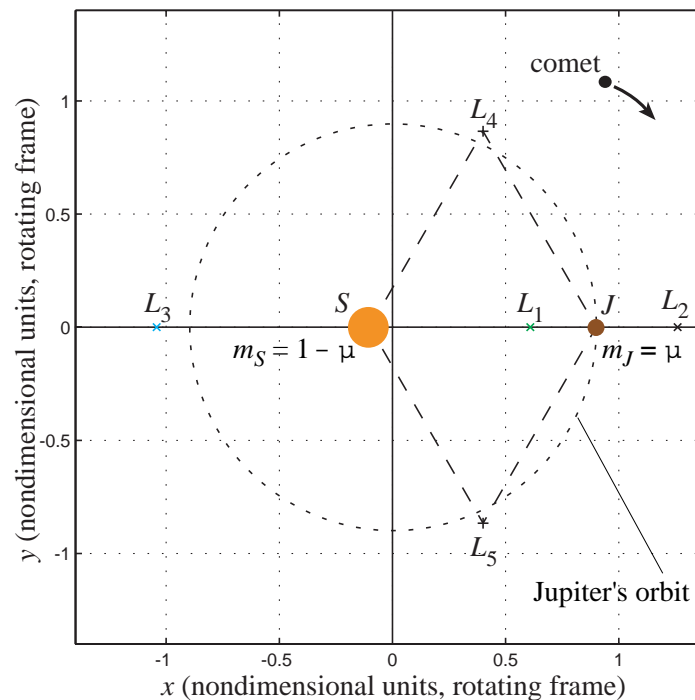 comet
1
L4
0.5
L3
S
L1
J
L2
0
mS = 1 − μ
mJ = μ
-0.5
-1
L5
Jupiter's orbit
-1
-0.5
0
0.5
1
x (nondimensional units, rotating frame)
y (nondimensional units, rotating frame)